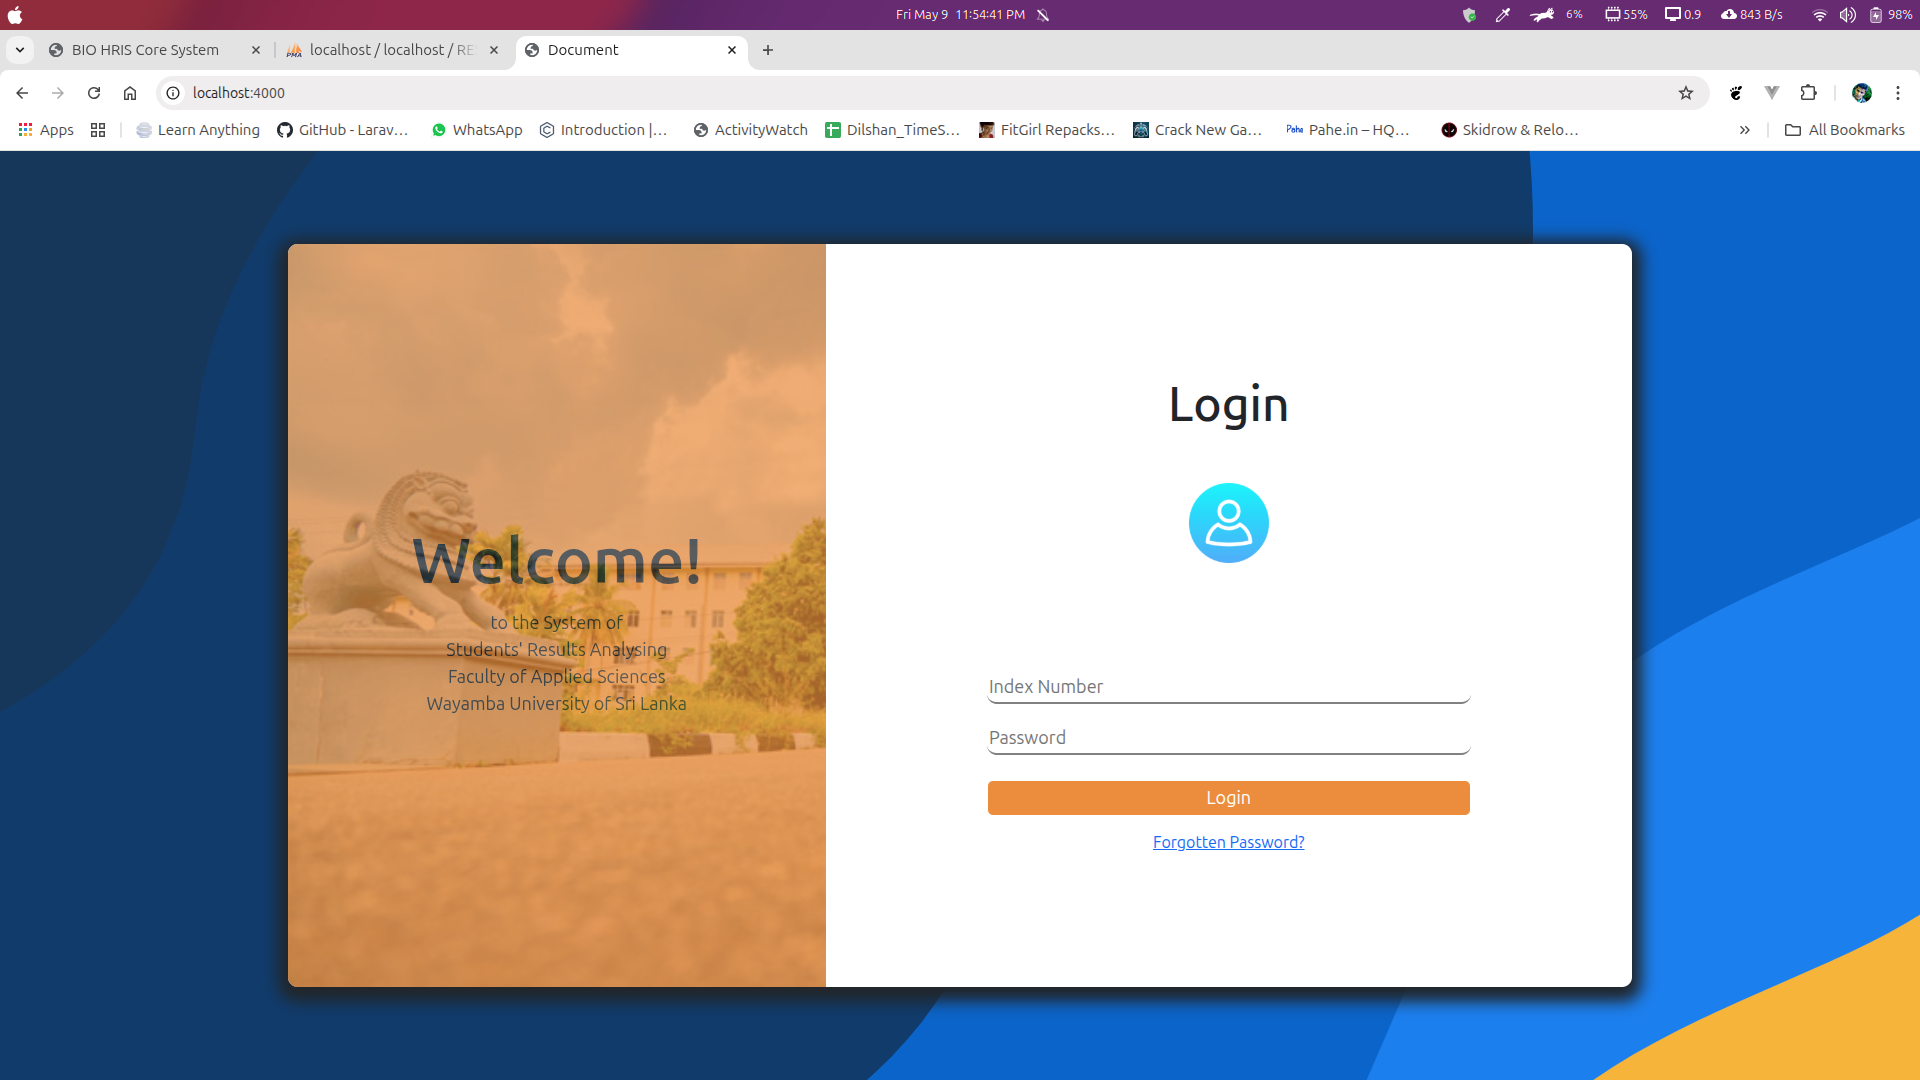 Fri May 9 11:54:41 PM
6%
55%
0.9
843 B/s
98%
BIO HRIS Core System
PMA
localhost / localhost / RE
Document
localhost:4000
Apps
Learn Anything
GitHub - Larav…
WhatsApp
Introduction |…
ActivityWatch
Dilshan_TimeS…
FitGirl Repacks…
Crack New Ga…
Pahe
Pahe.in – HQ…
Skidrow & Relo…
All Bookmarks
Welcome!
to the System of
Students' Results Analysing
Faculty of Applied Sciences
Wayamba University of Sri Lanka
Login
Index Number
Password
Login
Forgotten Password?